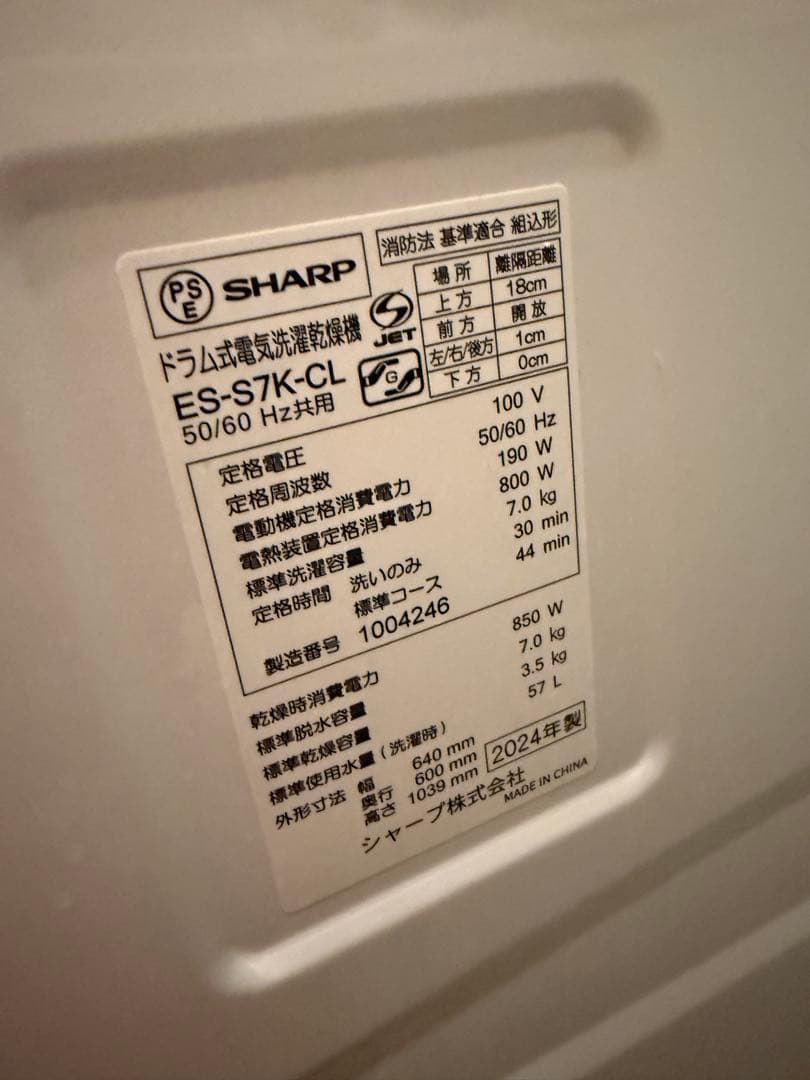 PSE SHARP
消防法 基準適合 組込形
場所 離隔距離
上方 18cm
前方 開放
左/右/後方 1cm
下方 0cm
ドラム式電気洗濯乾燥機
S JET
ES-S7K-CL
G
50/60 Hz共用
定格電圧 100 V
定格周波数 50/60 Hz
電動機定格消費電力 190 W
電熱装置定格消費電力 800 W
標準洗濯容量 7.0 kg
定格時間 洗いのみ 30 min
標準コース 44 min
製造番号 1004246
乾燥時消費電力 850 W
標準脱水容量 7.0 kg
標準乾燥容量 3.5 kg
標準使用水量(洗濯時) 57 L
外形寸法 幅 640 mm
奥行 600 mm
高さ 1039 mm
2024年製
シャープ株式会社
MADE IN CHINA